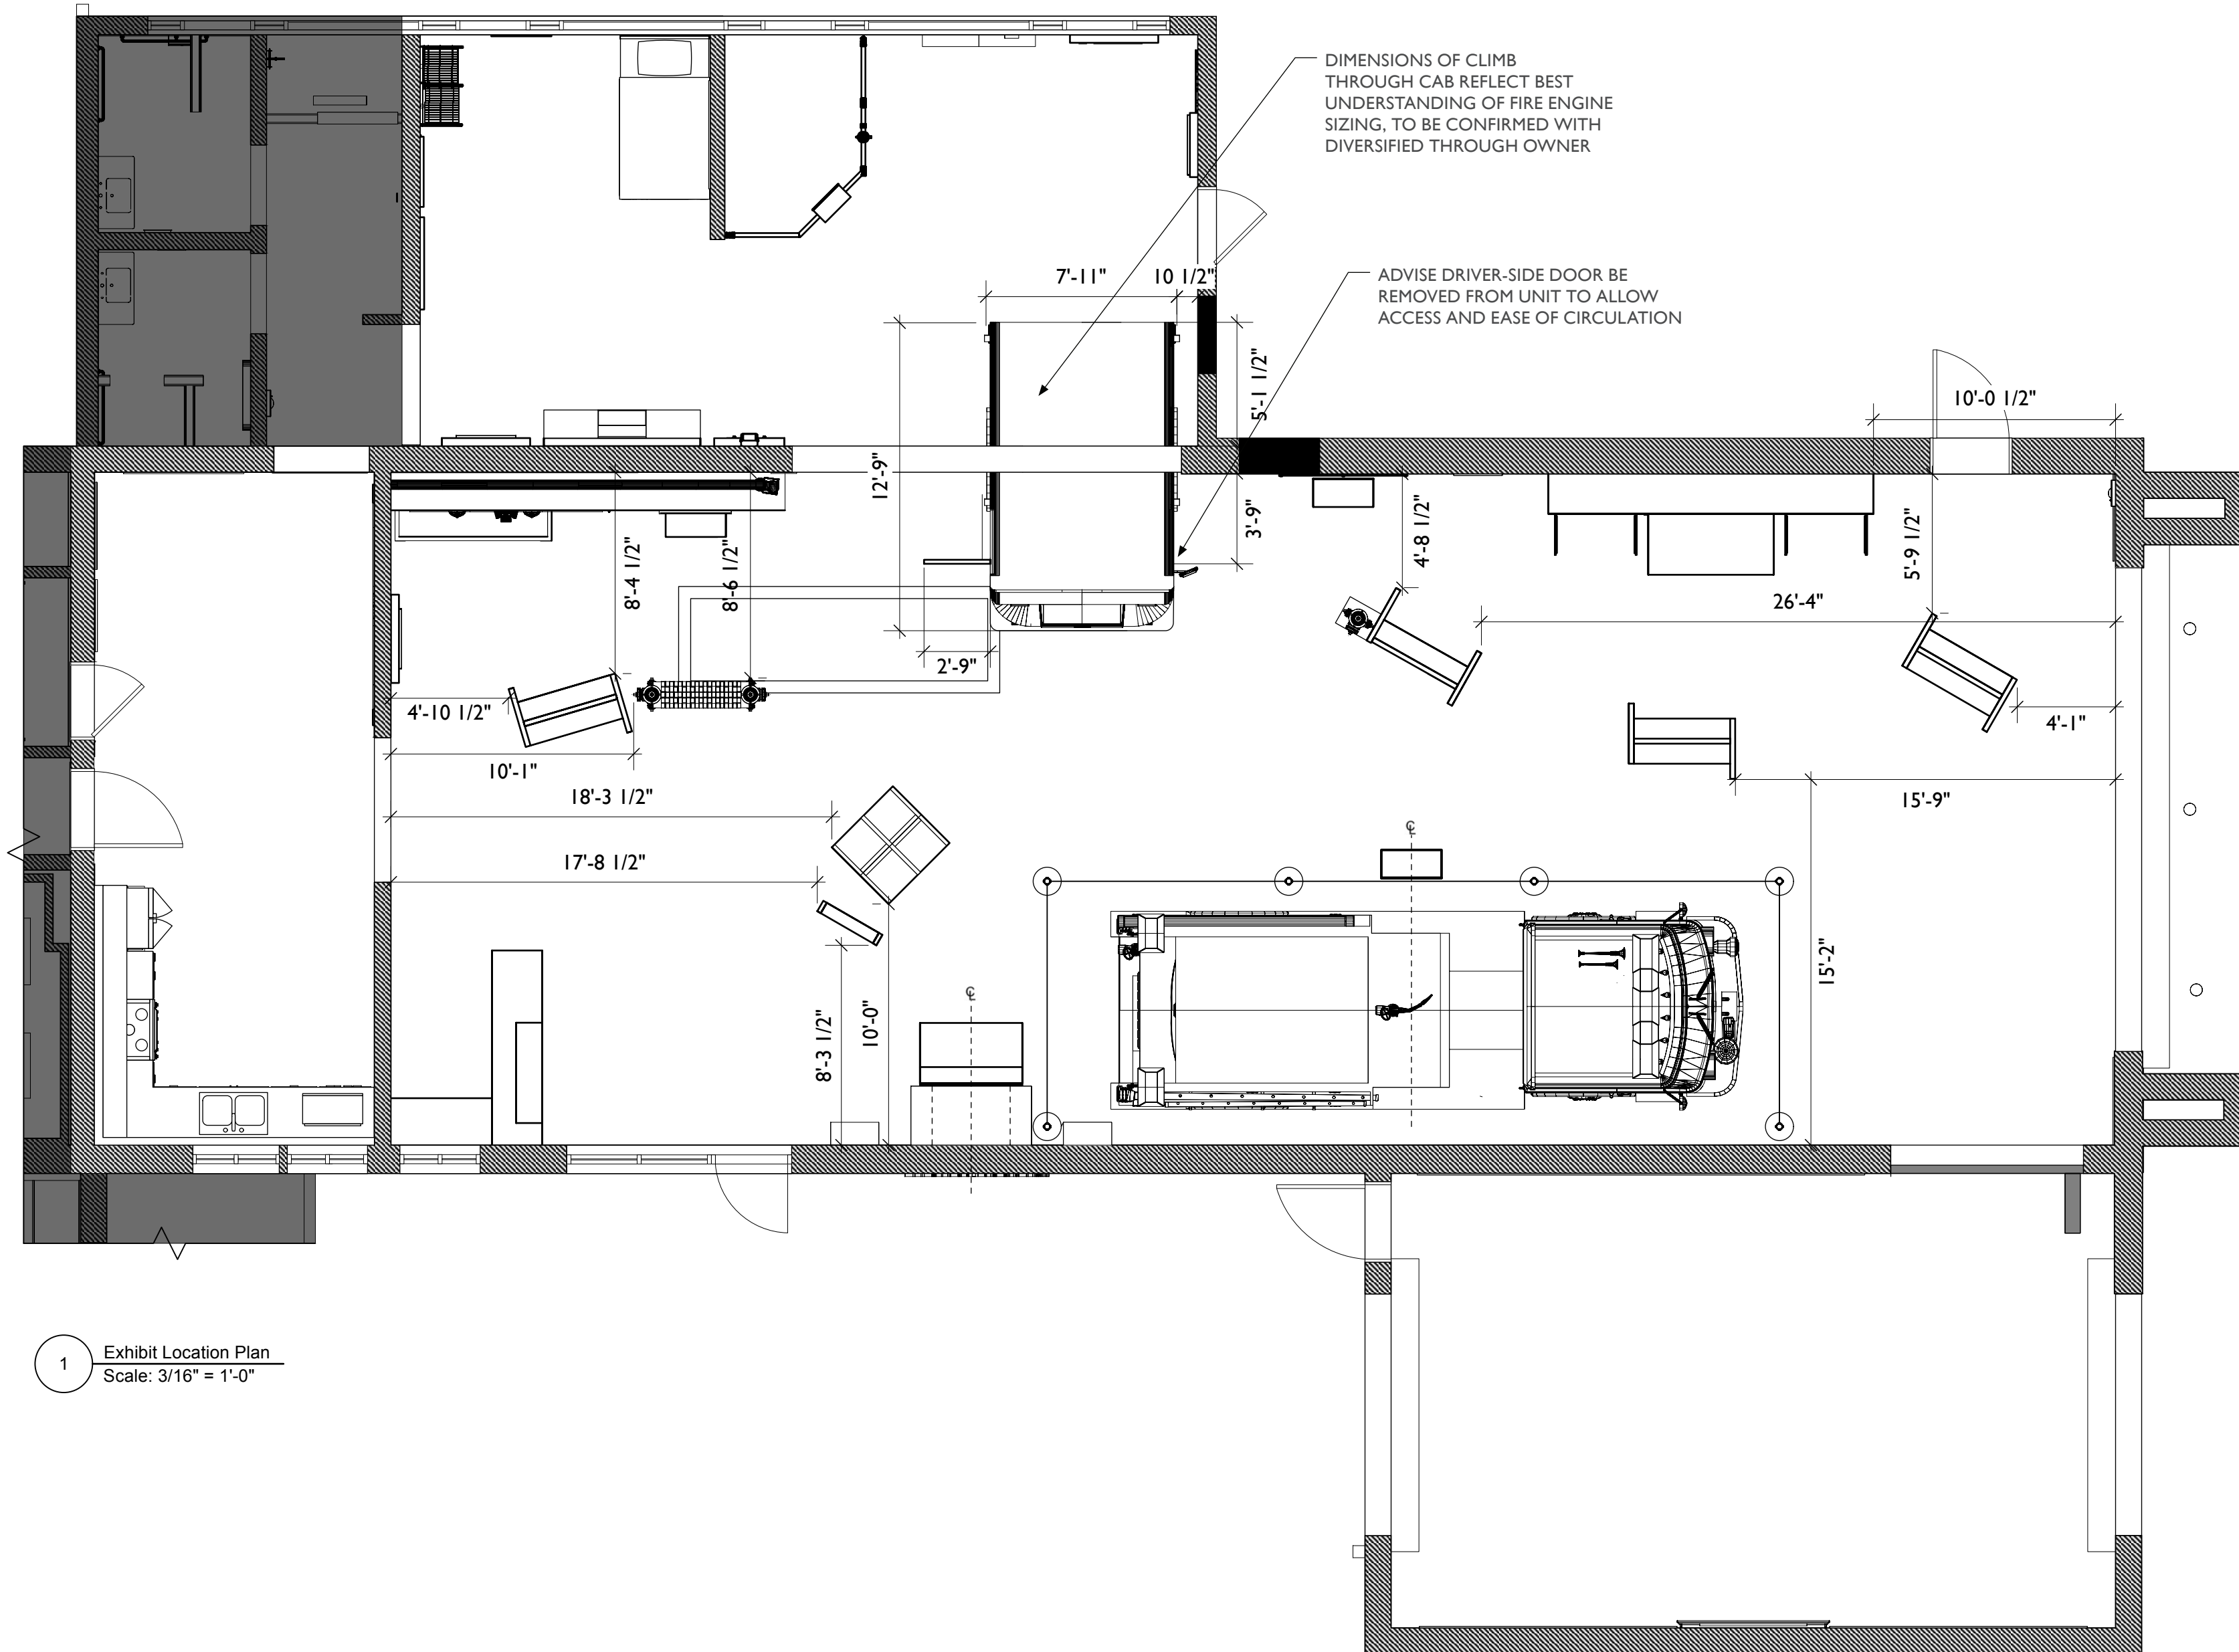 DIMENSIONS OF CLIMB
THROUGH CAB REFLECT BEST
UNDERSTANDING OF FIRE ENGINE
SIZING, TO BE CONFIRMED WITH
DIVERSIFIED THROUGH OWNER
7'-11"
10 1/2"
ADVISE DRIVER-SIDE DOOR BE
REMOVED FROM UNIT TO ALLOW
ACCESS AND EASE OF CIRCULATION
5'-1 1/2"
10'-0 1/2"
12'-9"
3'-9"
4'-8 1/2"
5'-9 1/2"
8'-4 1/2"
8'-6 1/2"
26'-4"
2'-9"
4'-10 1/2"
4'-1"
10'-1"
18'-3 1/2"
15'-9"
℄
17'-8 1/2"
15'-2"
℄
8'-3 1/2"
10'-0"
1
Exhibit Location Plan
Scale: 3/16" = 1'-0"